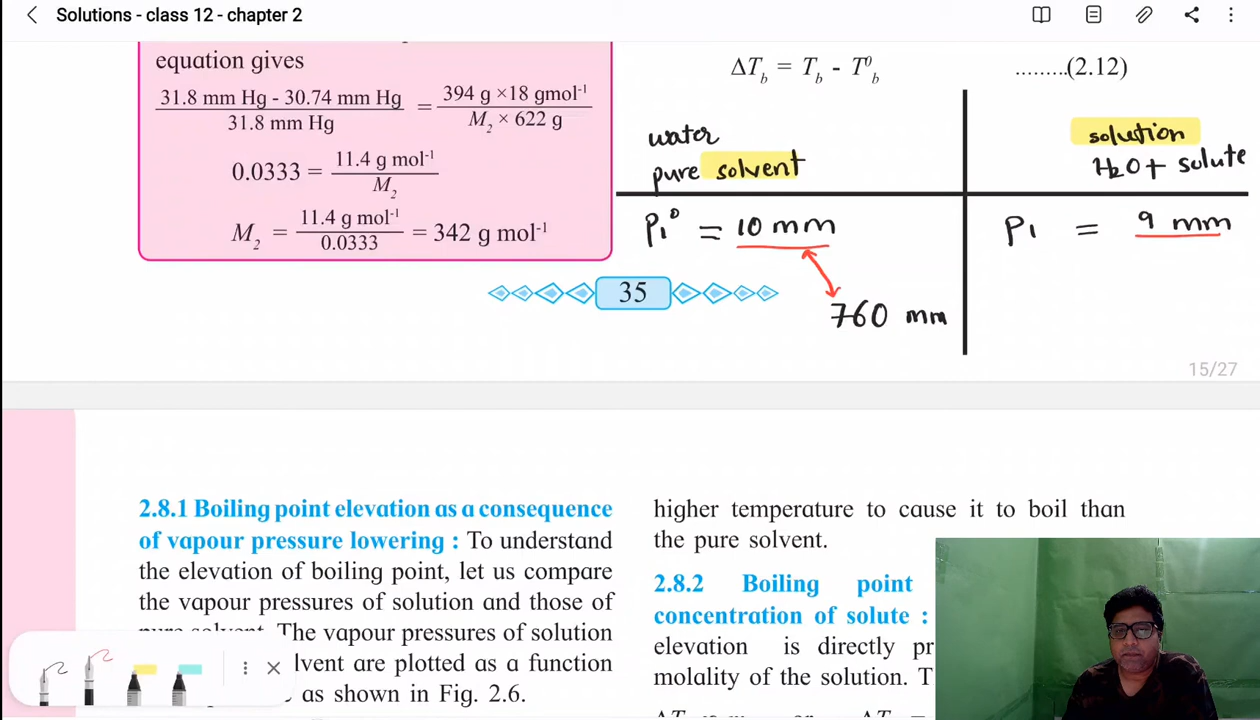 Solutions - class 12 - chapter 2
equation gives
31.8 mm Hg - 30.74 mm Hg / 31.8 mm Hg = 394 g ×18 gmol⁻¹ / M₂ × 622 g
0.0333 = 11.4 g mol⁻¹ / M₂
M₂ = 11.4 g mol⁻¹ / 0.0333 = 342 g mol⁻¹
35
ΔT_b = T_b - T⁰_b .........(2.12)
water
pure solvent
solution
H₂O + solute
P₁⁰ = 10 mm
P₁ = 9 mm
760 mm
15/27
2.8.1 Boiling point elevation as a consequence
of vapour pressure lowering : To understand
the elevation of boiling point, let us compare
the vapour pressures of solution and those of
pure solvent. The vapour pressures of solution
lvent are plotted as a function
as shown in Fig. 2.6.
higher temperature to cause it to boil than
the pure solvent.
2.8.2 Boiling point
concentration of solute :
elevation is directly pr
molality of the solution. T